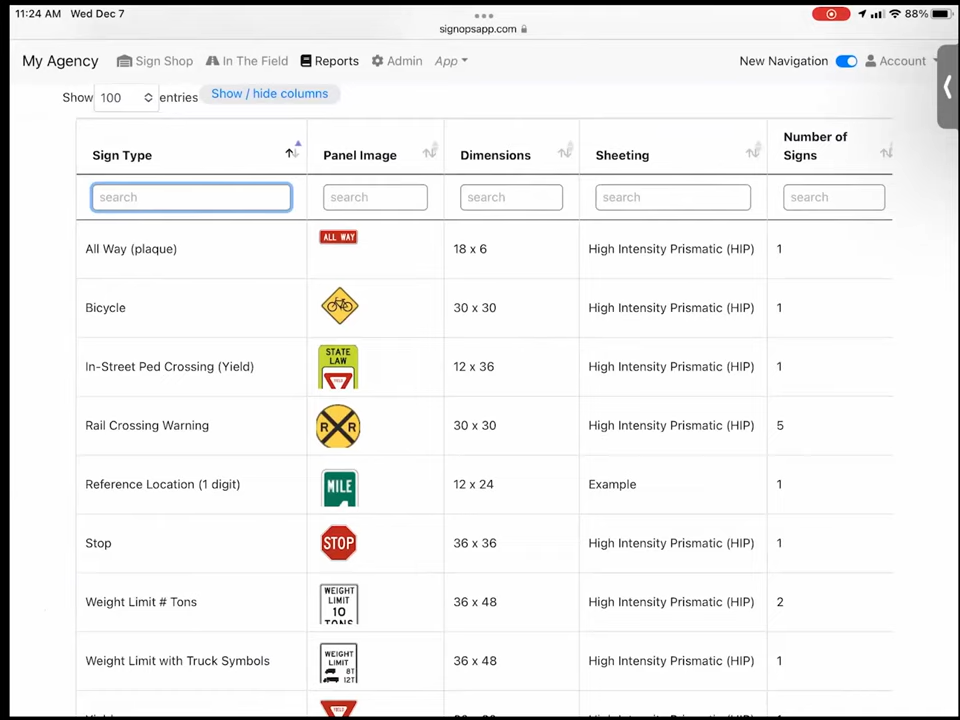 11:24 AM Wed Dec 7
88%
signopsapp.com
My Agency Sign Shop In The Field Reports Admin App New Navigation Account
Show 100 entries Show / hide columns
Sign Type Panel Image Dimensions Sheeting Number of Signs
search search search search search
All Way (plaque) ALL WAY 18 x 6 High Intensity Prismatic (HIP) 1
Bicycle 30 x 30 High Intensity Prismatic (HIP) 1
In-Street Ped Crossing (Yield) STATE LAW YIELD 12 x 36 High Intensity Prismatic (HIP) 1
Rail Crossing Warning R R 30 x 30 High Intensity Prismatic (HIP) 5
Reference Location (1 digit) MILE 12 x 24 Example 1
Stop STOP 36 x 36 High Intensity Prismatic (HIP) 1
Weight Limit # Tons WEIGHT LIMIT 10 TONS 36 x 48 High Intensity Prismatic (HIP) 2
Weight Limit with Truck Symbols WEIGHT LIMIT 8T 12T 36 x 48 High Intensity Prismatic (HIP) 1